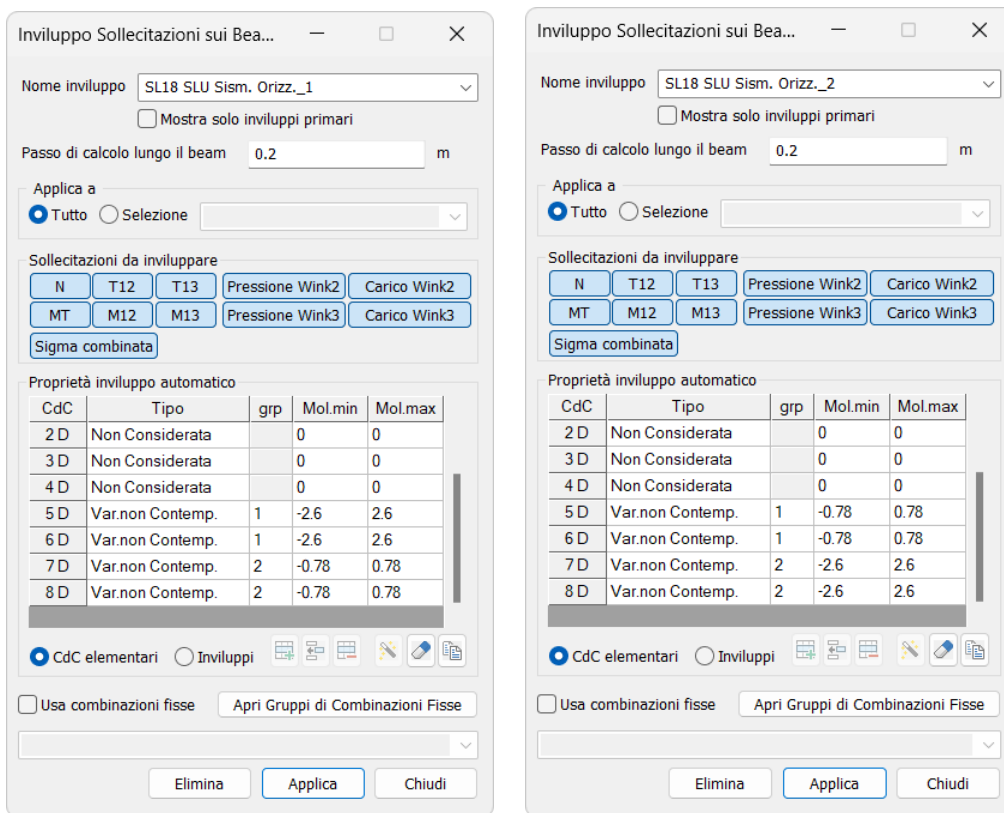 Inviluppo Sollecitazioni sui Bea...
Nome inviluppo SL18 SLU Sism. Orizz._1
Mostra solo inviluppi primari
Passo di calcolo lungo il beam 0.2 m
Applica a
Tutto Selezione
Sollecitazioni da inviluppare
N T12 T13 Pressione Wink2 Carico Wink2
MT M12 M13 Pressione Wink3 Carico Wink3
Sigma combinata
Proprietà inviluppo automatico
CdC Tipo grp Mol.min Mol.max
2 D Non Considerata 0 0
3 D Non Considerata 0 0
4 D Non Considerata 0 0
5 D Var.non Contemp. 1 -2.6 2.6
6 D Var.non Contemp. 1 -2.6 2.6
7 D Var.non Contemp. 2 -0.78 0.78
8 D Var.non Contemp. 2 -0.78 0.78
CdC elementari Inviluppi
Usa combinazioni fisse Apri Gruppi di Combinazioni Fisse
Elimina Applica Chiudi
Inviluppo Sollecitazioni sui Bea...
Nome inviluppo SL18 SLU Sism. Orizz._2
Mostra solo inviluppi primari
Passo di calcolo lungo il beam 0.2 m
Applica a
Tutto Selezione
Sollecitazioni da inviluppare
N T12 T13 Pressione Wink2 Carico Wink2
MT M12 M13 Pressione Wink3 Carico Wink3
Sigma combinata
Proprietà inviluppo automatico
CdC Tipo grp Mol.min Mol.max
2 D Non Considerata 0 0
3 D Non Considerata 0 0
4 D Non Considerata 0 0
5 D Var.non Contemp. 1 -0.78 0.78
6 D Var.non Contemp. 1 -0.78 0.78
7 D Var.non Contemp. 2 -2.6 2.6
8 D Var.non Contemp. 2 -2.6 2.6
CdC elementari Inviluppi
Usa combinazioni fisse Apri Gruppi di Combinazioni Fisse
Elimina Applica Chiudi